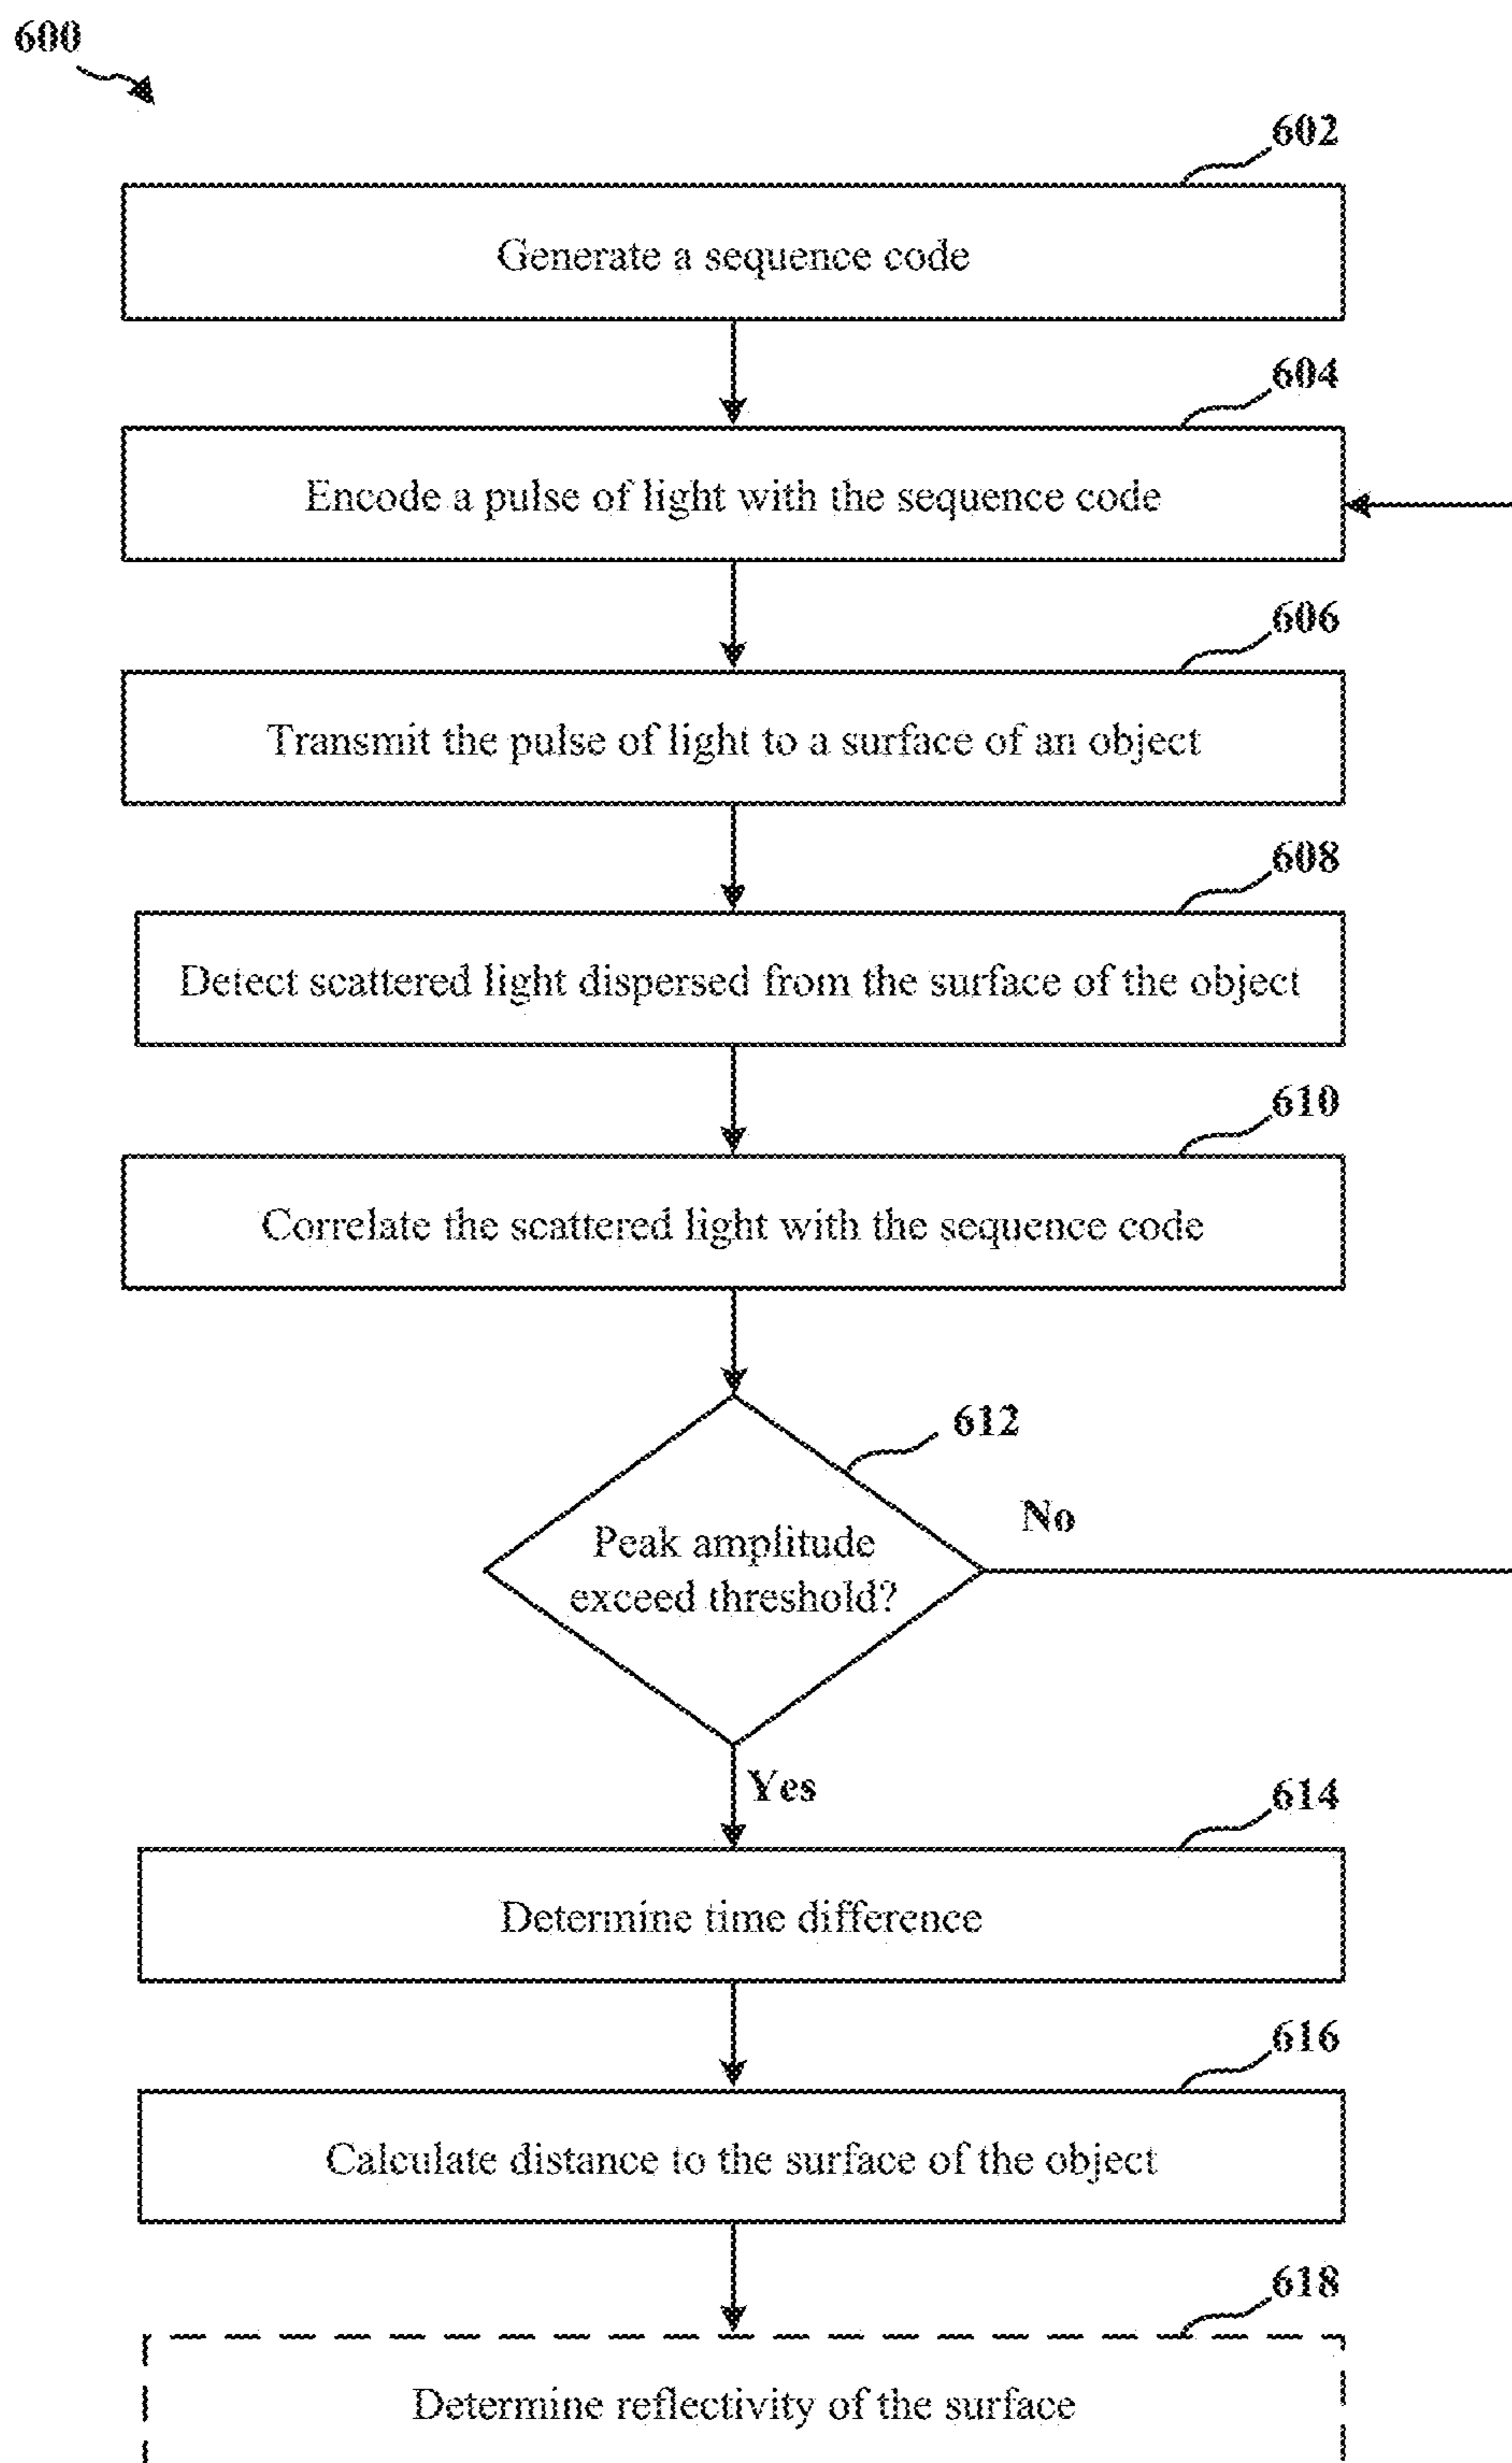 600
602
Generate a sequence code
604
Encode a pulse of light with the sequence code
606
Transmit the pulse of light to a surface of an object
608
Detect scattered light dispersed from the surface of the object
610
Correlate the scattered light with the sequence code
612
No
Peak amplitude
exceed threshold?
Yes
614
Determine time difference
616
Calculate distance to the surface of the object
618
Determine reflectivity of the surface